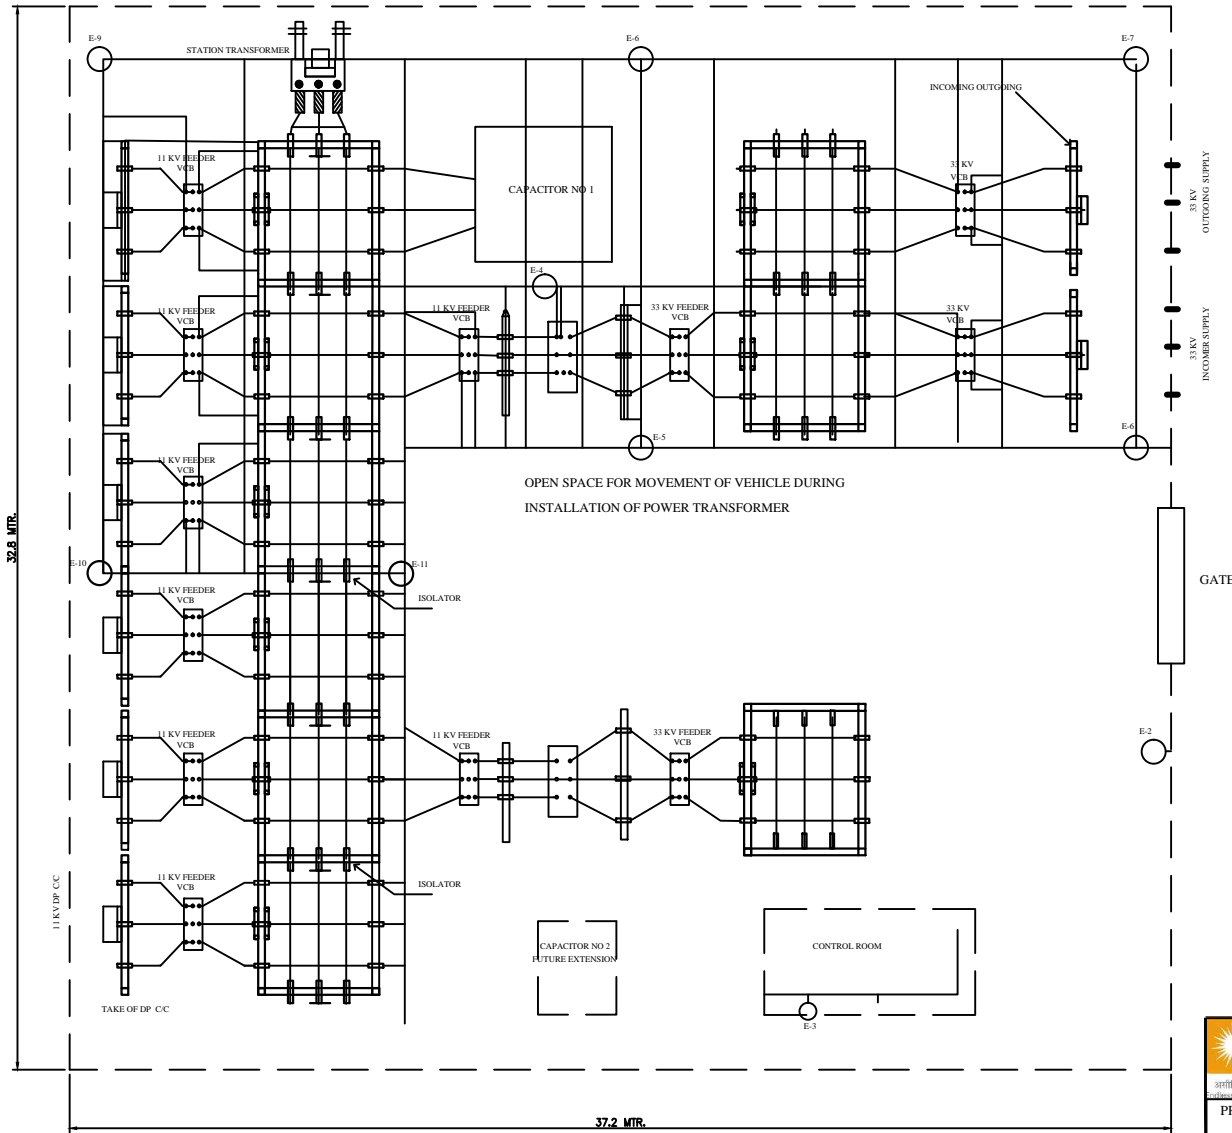 E-9
STATION TRANSFORMER
E-6
E-7
INCOMING OUTGOING
11 KV FEEDER
VCB
CAPACITOR NO 1
33 KV
VCB
33 KV
OUTGOING SUPPLY
E-4
11 KV FEEDER
VCB
11 KV FEEDER
VCB
33 KV FEEDER
VCB
33 KV
VCB
33 KV
INCOMER SUPPLY
E-5
E-6
11 KV FEEDER
VCB
OPEN SPACE FOR MOVEMENT OF VEHICLE DURING
INSTALLATION OF POWER TRANSFORMER
32.8 MTR.
E-10
E-11
GATE
11 KV FEEDER
VCB
ISOLATOR
11 KV FEEDER
VCB
11 KV FEEDER
VCB
33 KV FEEDER
VCB
E-2
11 KV FEEDER
VCB
ISOLATOR
11 KV DP C/C
CAPACITOR NO 2
FUTURE EXTENSION
CONTROL ROOM
TAKE OF DP C/C
E-3
37.2 MTR.